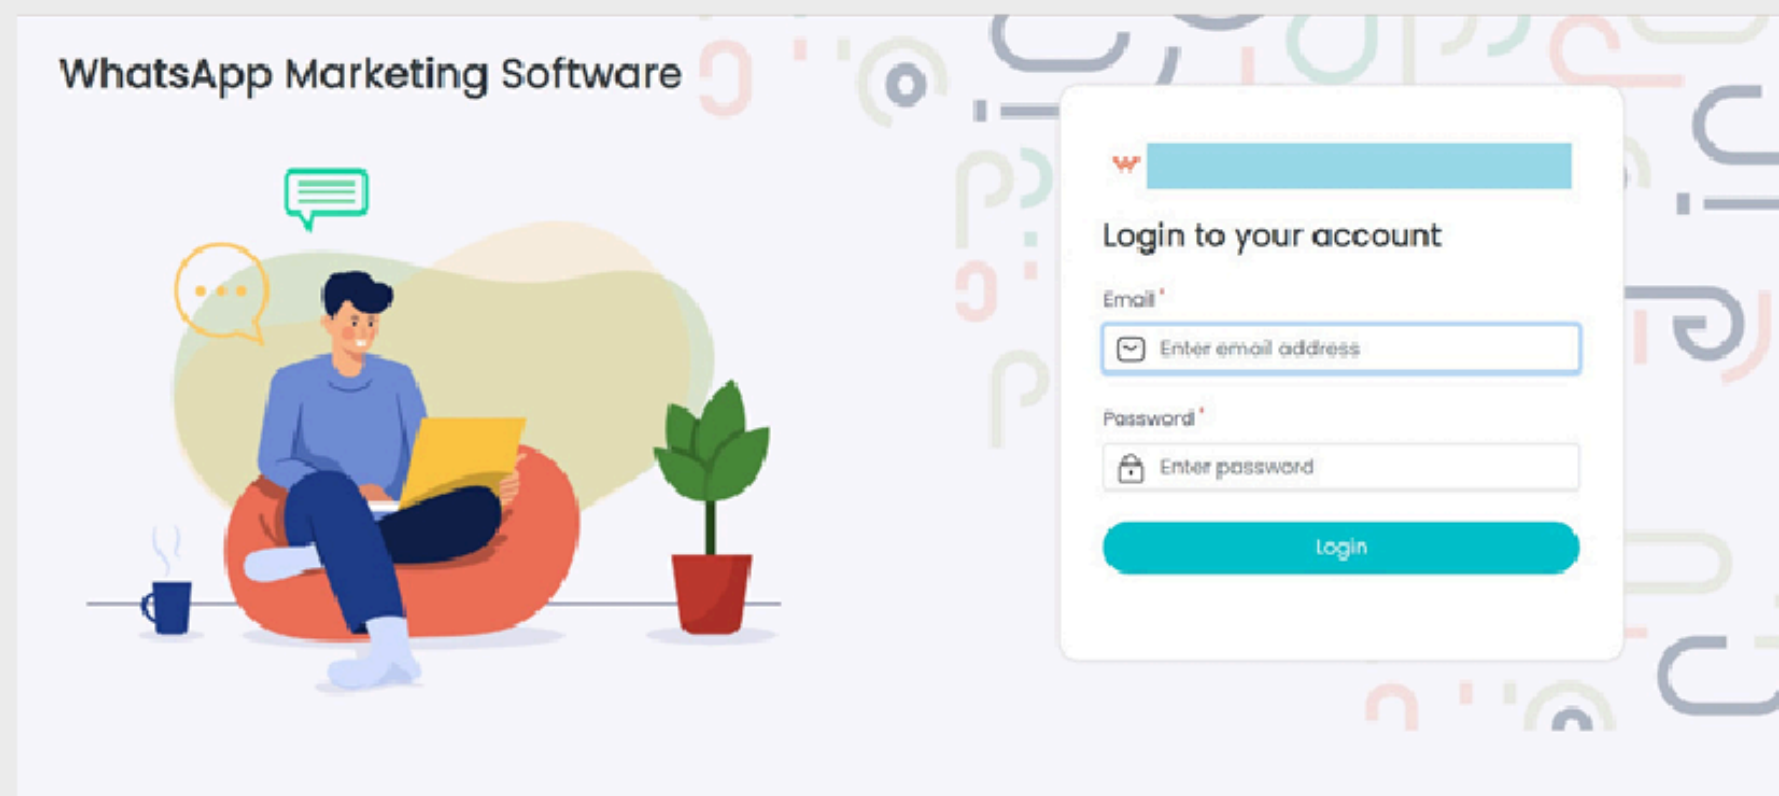 WhatsApp Marketing Software
Login to your account
Email *
Enter email address
Password *
Enter password
Login